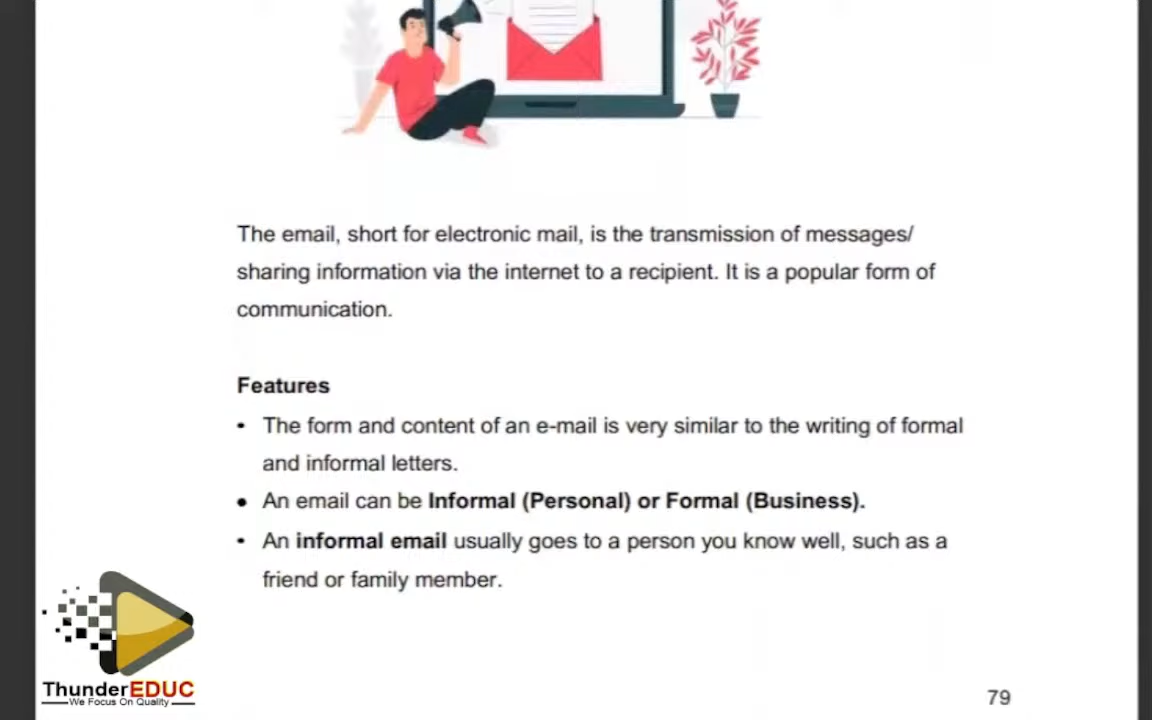 The email, short for electronic mail, is the transmission of messages/
sharing information via the internet to a recipient. It is a popular form of
communication.
Features
• The form and content of an e-mail is very similar to the writing of formal
and informal letters.
• An email can be Informal (Personal) or Formal (Business).
• An informal email usually goes to a person you know well, such as a
friend or family member.
ThunderEDUC
We Focus On Quality
79